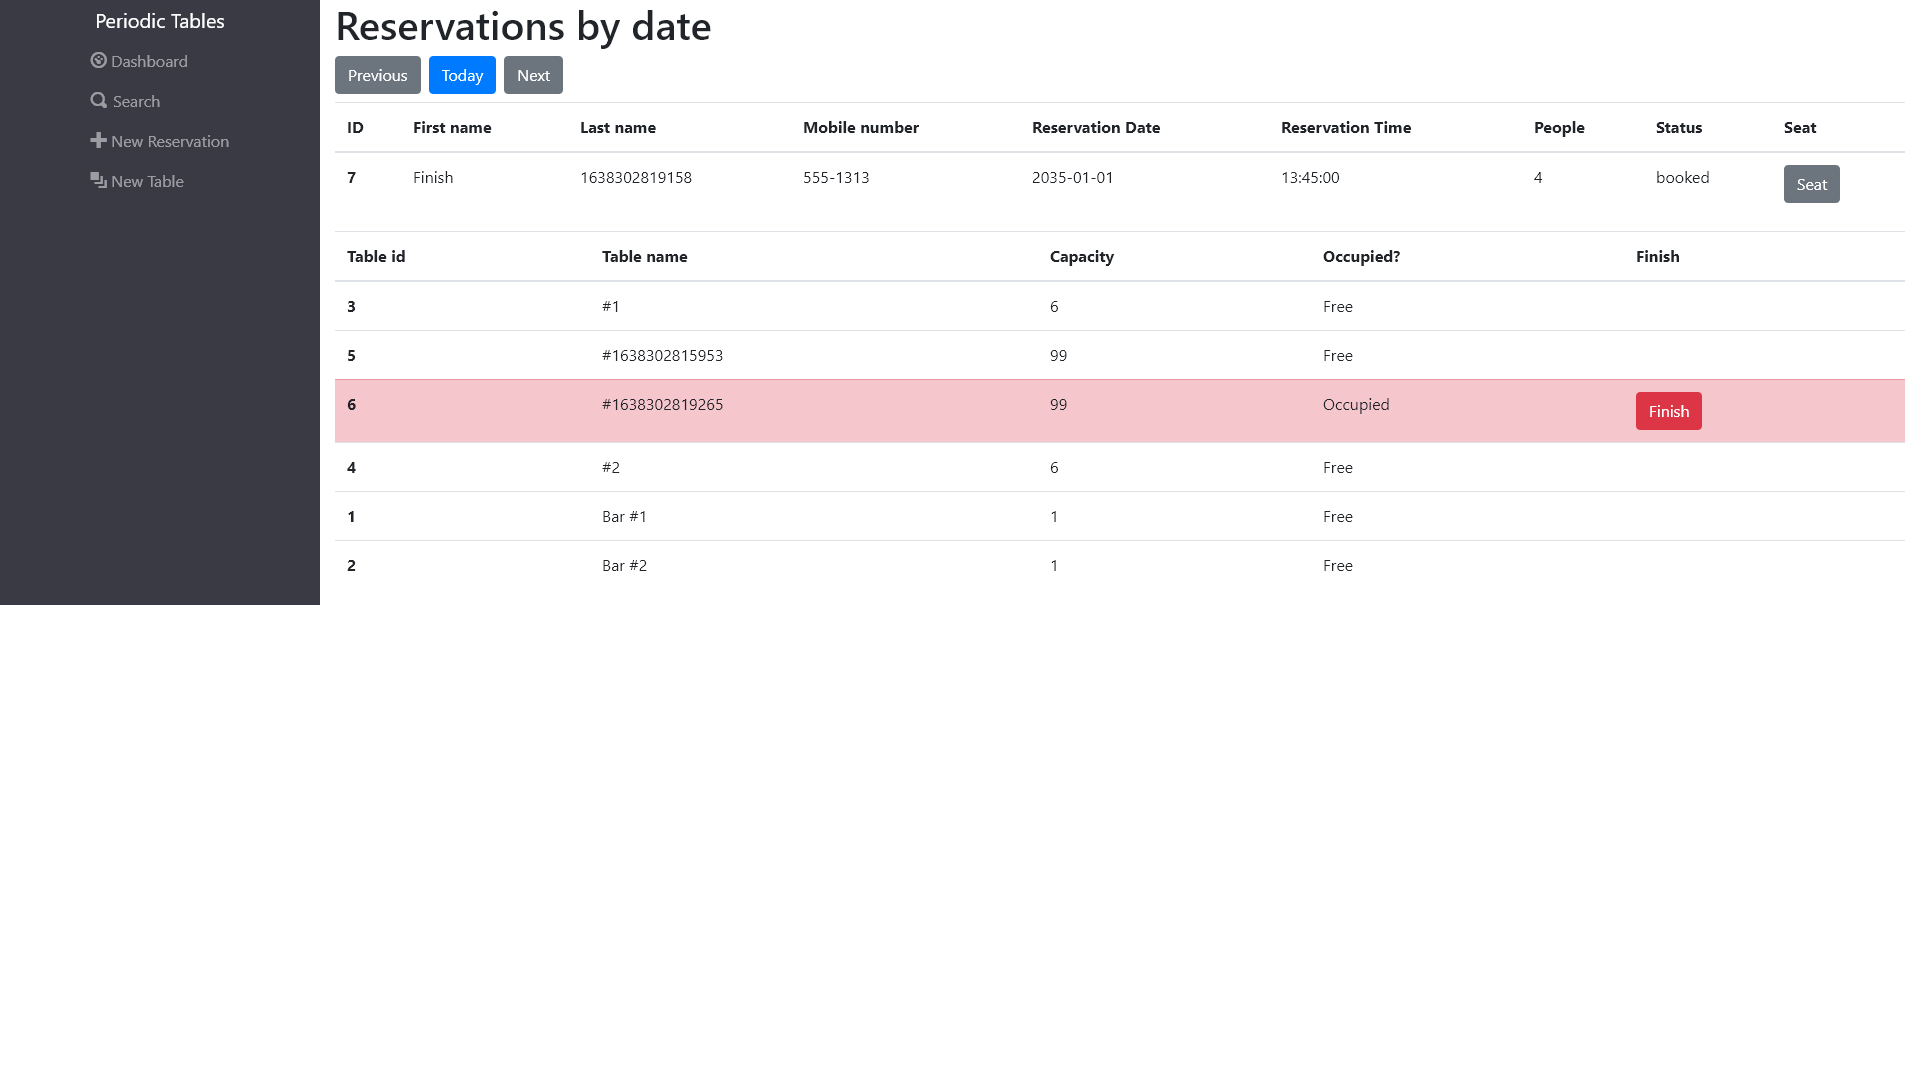 Periodic Tables
Dashboard
Search
New Reservation
New Table
Reservations by date
Previous Today Next
ID First name Last name Mobile number Reservation Date Reservation Time People Status Seat
7 Finish 1638302819158 555-1313 2035-01-01 13:45:00 4 booked Seat
Table id Table name Capacity Occupied? Finish
3 #1 6 Free
5 #1638302815953 99 Free
6 #1638302819265 99 Occupied Finish
4 #2 6 Free
1 Bar #1 1 Free
2 Bar #2 1 Free